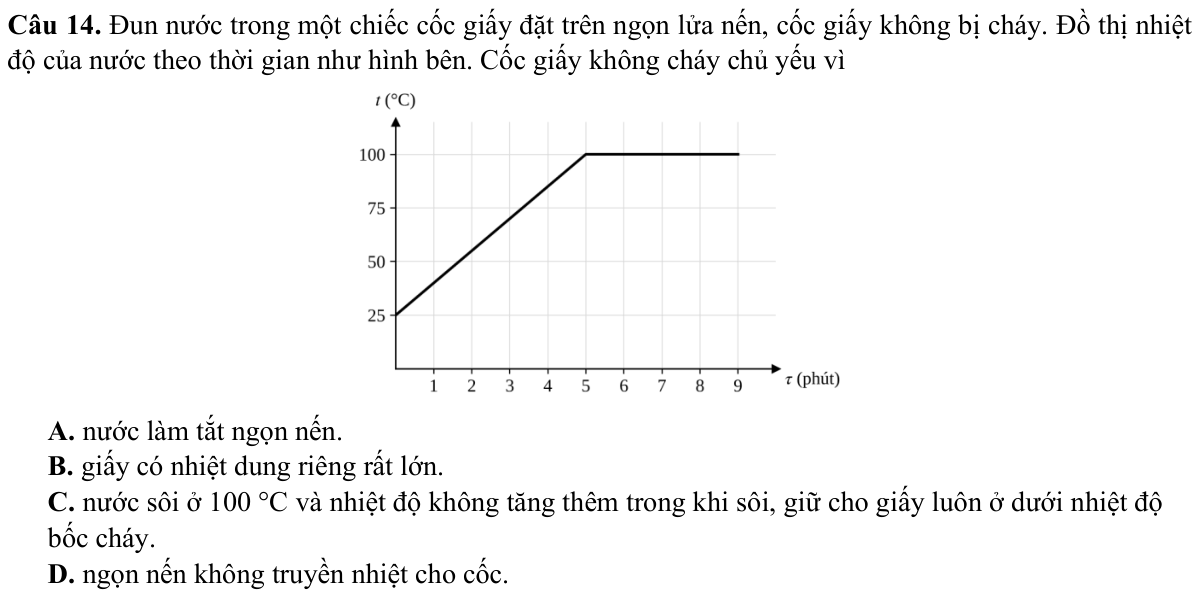 Câu 14. Đun nước trong một chiếc cốc giấy đặt trên ngọn lửa nến, cốc giấy không bị cháy. Đồ thị nhiệt
độ của nước theo thời gian như hình bên. Cốc giấy không cháy chủ yếu vì
t (°C)
100
75
50
25
1 2 3 4 5 6 7 8 9 τ (phút)
A. nước làm tắt ngọn nến.
B. giấy có nhiệt dung riêng rất lớn.
C. nước sôi ở 100 °C và nhiệt độ không tăng thêm trong khi sôi, giữ cho giấy luôn ở dưới nhiệt độ
bốc cháy.
D. ngọn nến không truyền nhiệt cho cốc.